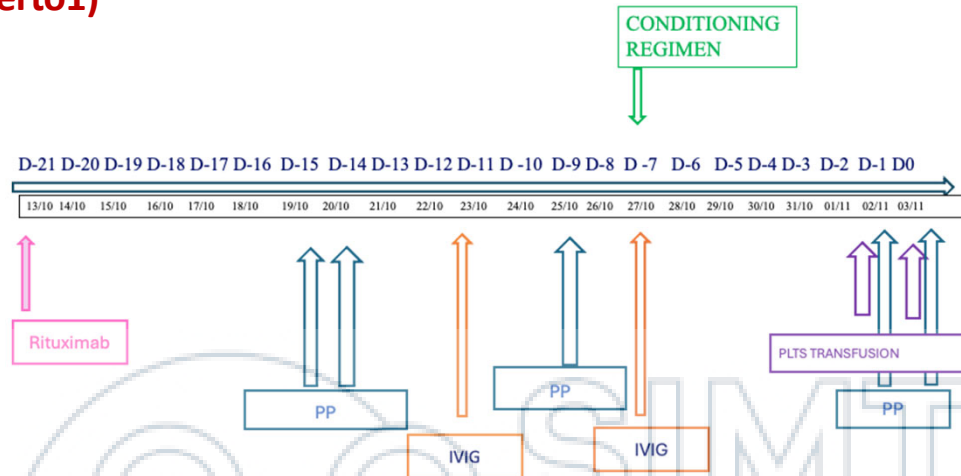 erto1)
CONDITIONING
REGIMEN
D-21 D-20 D-19 D-18 D-17 D-16 D-15 D-14 D-13 D-12 D-11 D -10 D-9 D-8 D -7 D-6 D-5 D-4 D-3 D-2 D-1 D0
13/10 14/10 15/10 16/10 17/10 18/10 19/10 20/10 21/10 22/10 23/10 24/10 25/10 26/10 27/10 28/10 29/10 30/10 31/10 01/11 02/11 03/11
Rituximab
PLTS TRANSFUSION
PP
PP
PP
IVIG
IVIG
SIMT